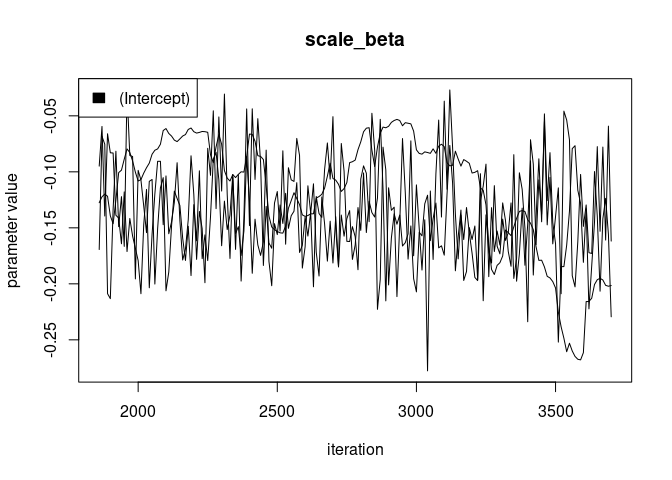 scale_beta
(Intercept)
parameter value
-0.05
-0.10
-0.15
-0.20
-0.25
2000
2500
3000
3500
iteration